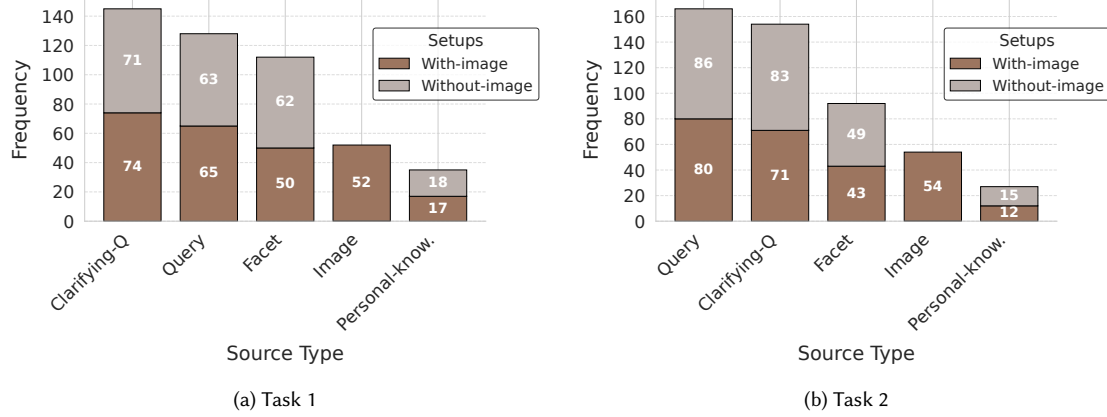 140
120
100
80
60
40
20
0
Frequency
71
74
63
65
62
50
52
18
17
Setups
With-image
Without-image
Clarifying-Q
Query
Facet
Image
Personal-know.
Source Type
(a) Task 1
160
140
120
100
80
60
40
20
0
Frequency
86
80
83
71
49
43
54
15
12
Setups
With-image
Without-image
Query
Clarifying-Q
Facet
Image
Personal-know.
Source Type
(b) Task 2